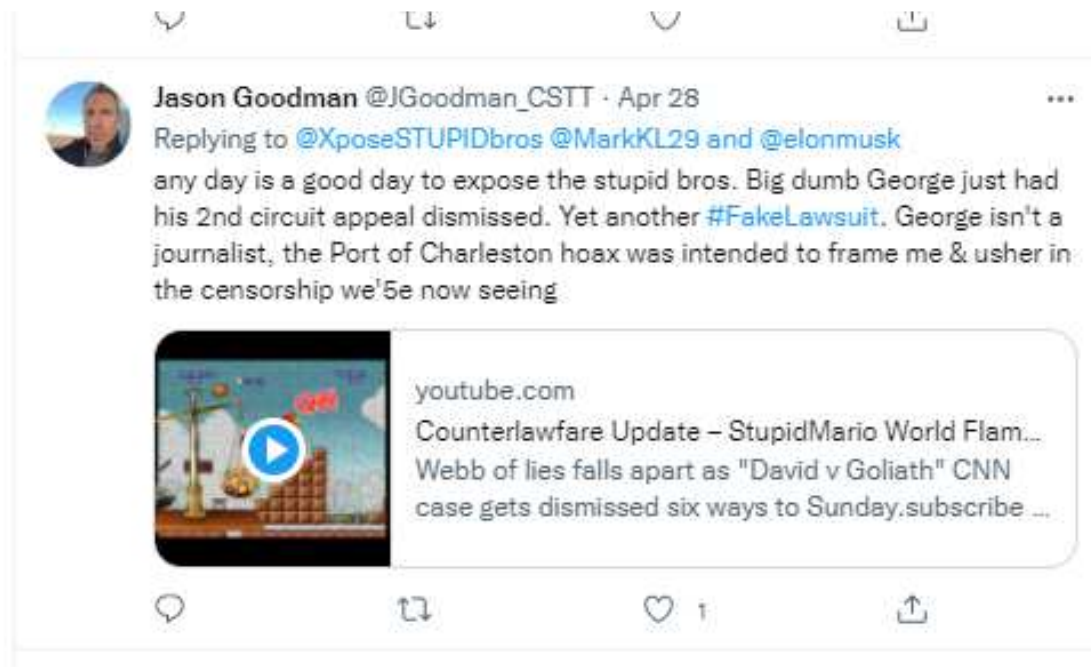 Jason Goodman @JGoodman_CSTT · Apr 28
Replying to @XposeSTUPIDbros @MarkKL29 and @elonmusk
any day is a good day to expose the stupid bros. Big dumb George just had
his 2nd circuit appeal dismissed. Yet another #FakeLawsuit. George isn't a
journalist, the Port of Charleston hoax was intended to frame me & usher in
the censorship we'5e now seeing
youtube.com
Counterlawfare Update – StupidMario World Flam...
Webb of lies falls apart as "David v Goliath" CNN
case gets dismissed six ways to Sunday.subscribe ...
1